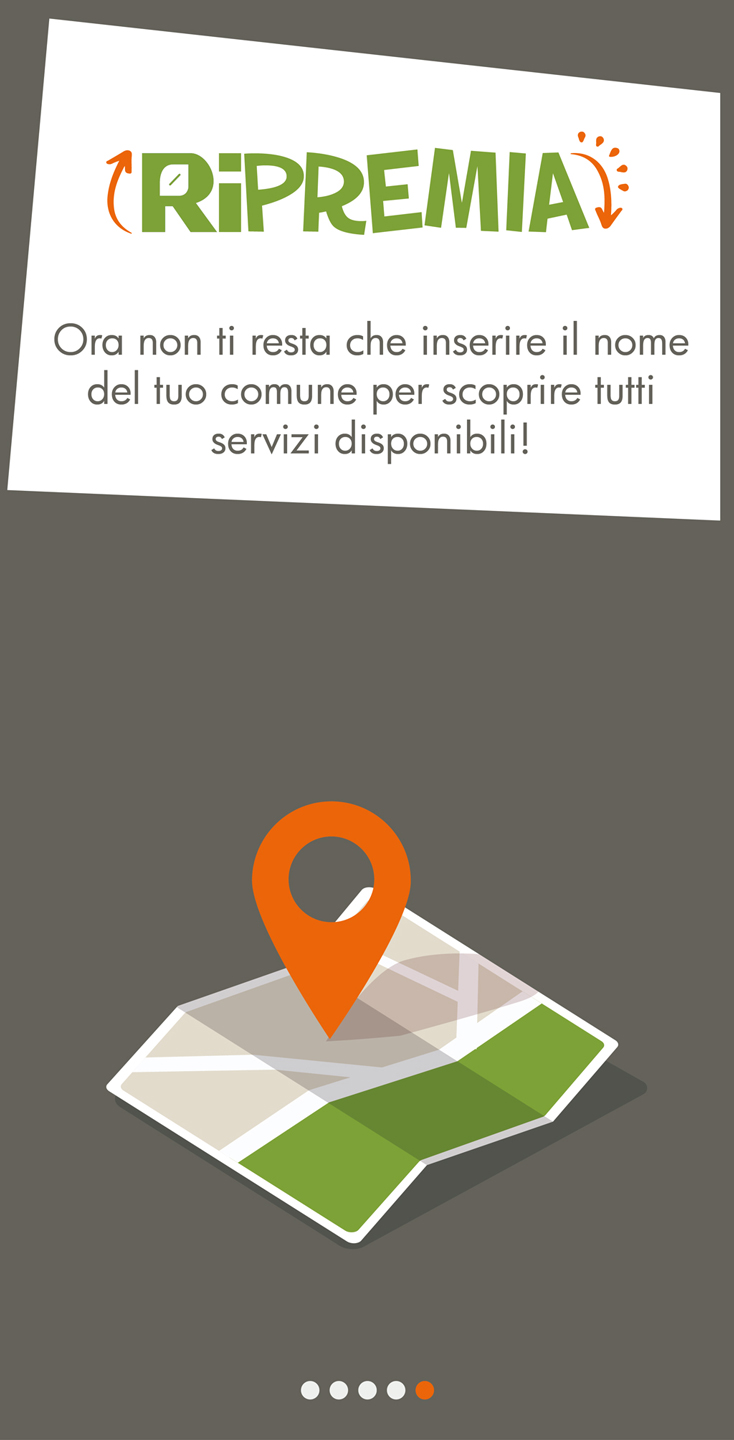 RiPREMIA
Ora non ti resta che inserire il nome
del tuo comune per scoprire tutti
servizi disponibili!